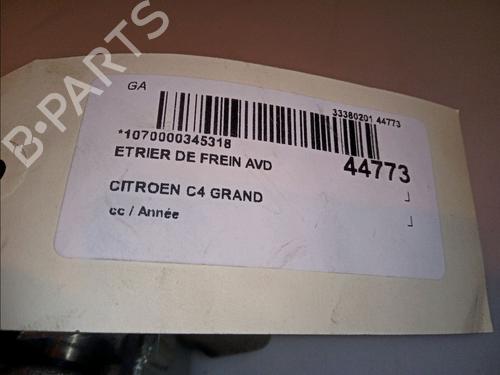 B-PARTS
GA
33380201 44773
*1070000345318
ETRIER DE FREIN AVD
44773
CITROEN C4 GRAND
cc / Année